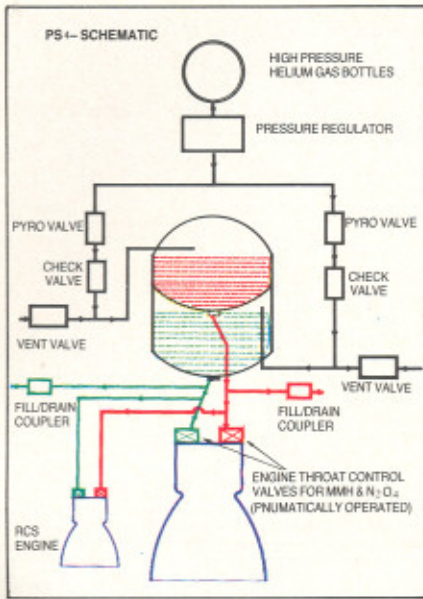 PS4 – SCHEMATIC
HIGH PRESSURE
HELIUM GAS BOTTLES
PRESSURE REGULATOR
PYRO VALVE
PYRO VALVE
CHECK
VALVE
CHECK
VALVE
VENT VALVE
VENT VALVE
FILL/DRAIN
COUPLER
FILL/DRAIN
COUPLER
ENGINE THROAT CONTROL
VALVES FOR MMH & N2O4
(PNUMATICALLY OPERATED)
RCS
ENGINE